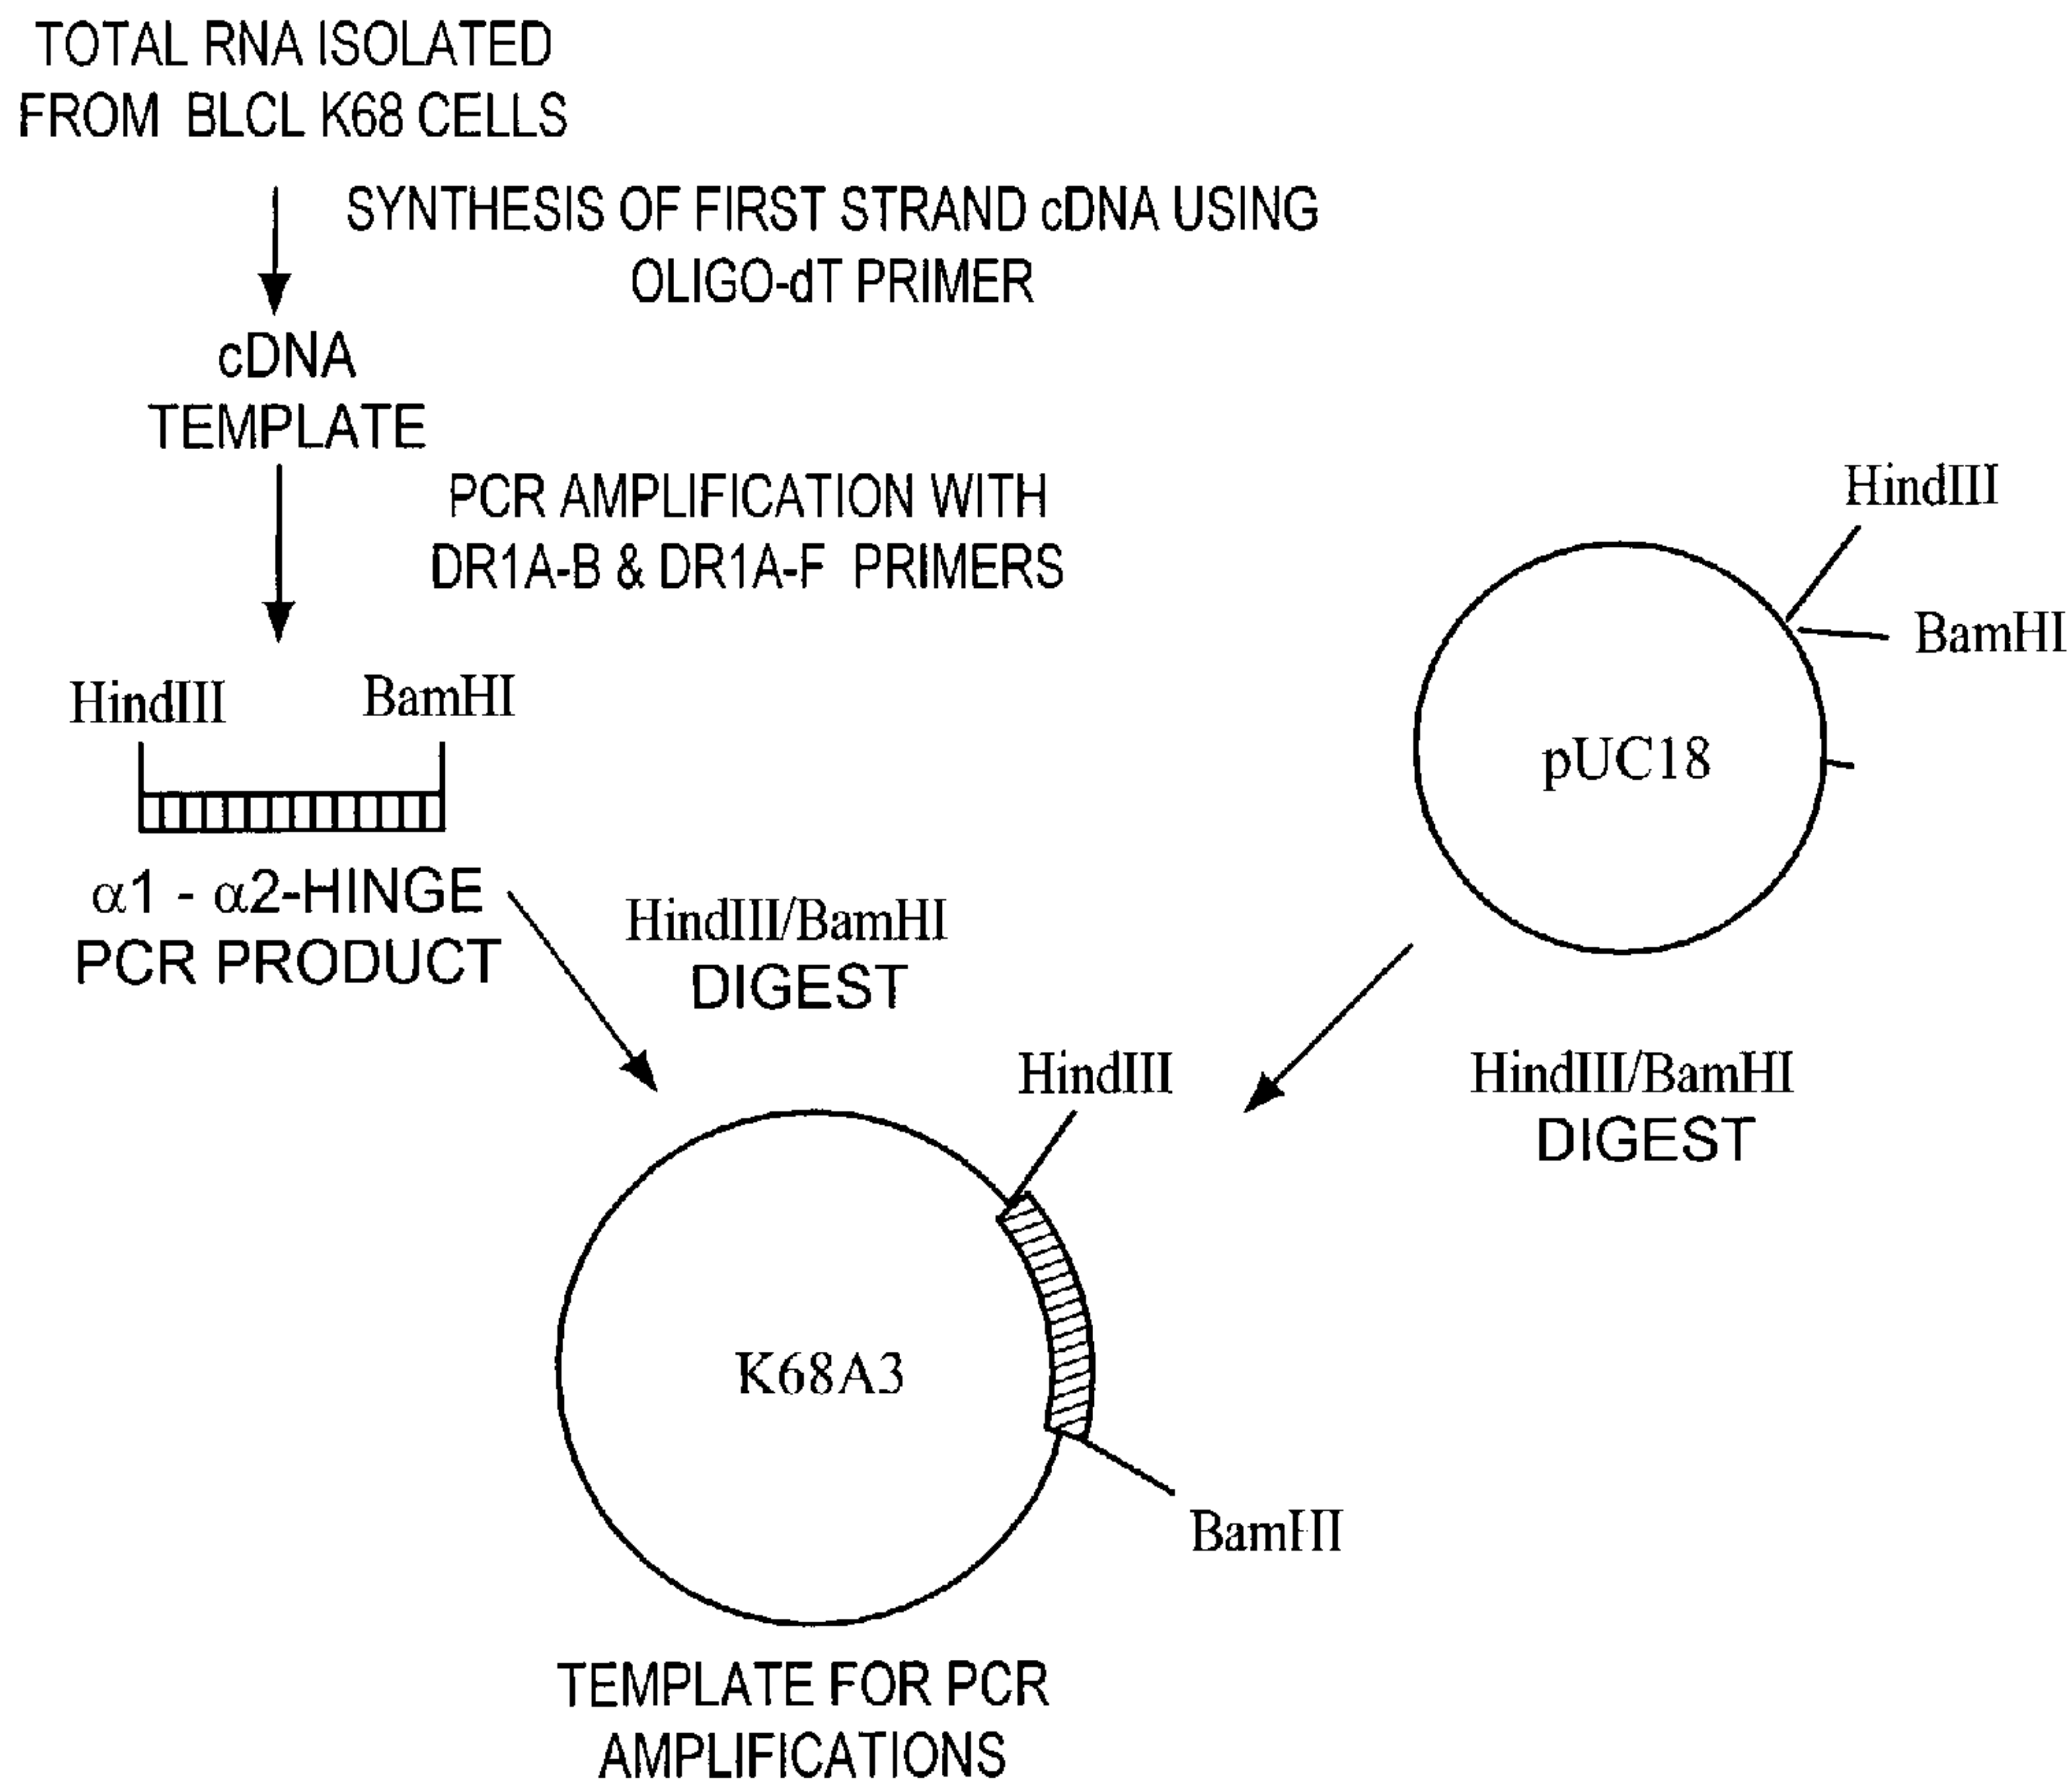 TOTAL RNA ISOLATED
FROM BLCL K68 CELLS
SYNTHESIS OF FIRST STRAND cDNA USING
OLIGO-dT PRIMER
cDNA
TEMPLATE
PCR AMPLIFICATION WITH
DR1A-B & DR1A-F PRIMERS
HindIII
BamHI
α1 - α2-HINGE
PCR PRODUCT
HindIII/BamHI
DIGEST
HindIII
BamHI
pUC18
HindIII/BamHI
DIGEST
HindIII
K68A3
BamHI
TEMPLATE FOR PCR
AMPLIFICATIONS